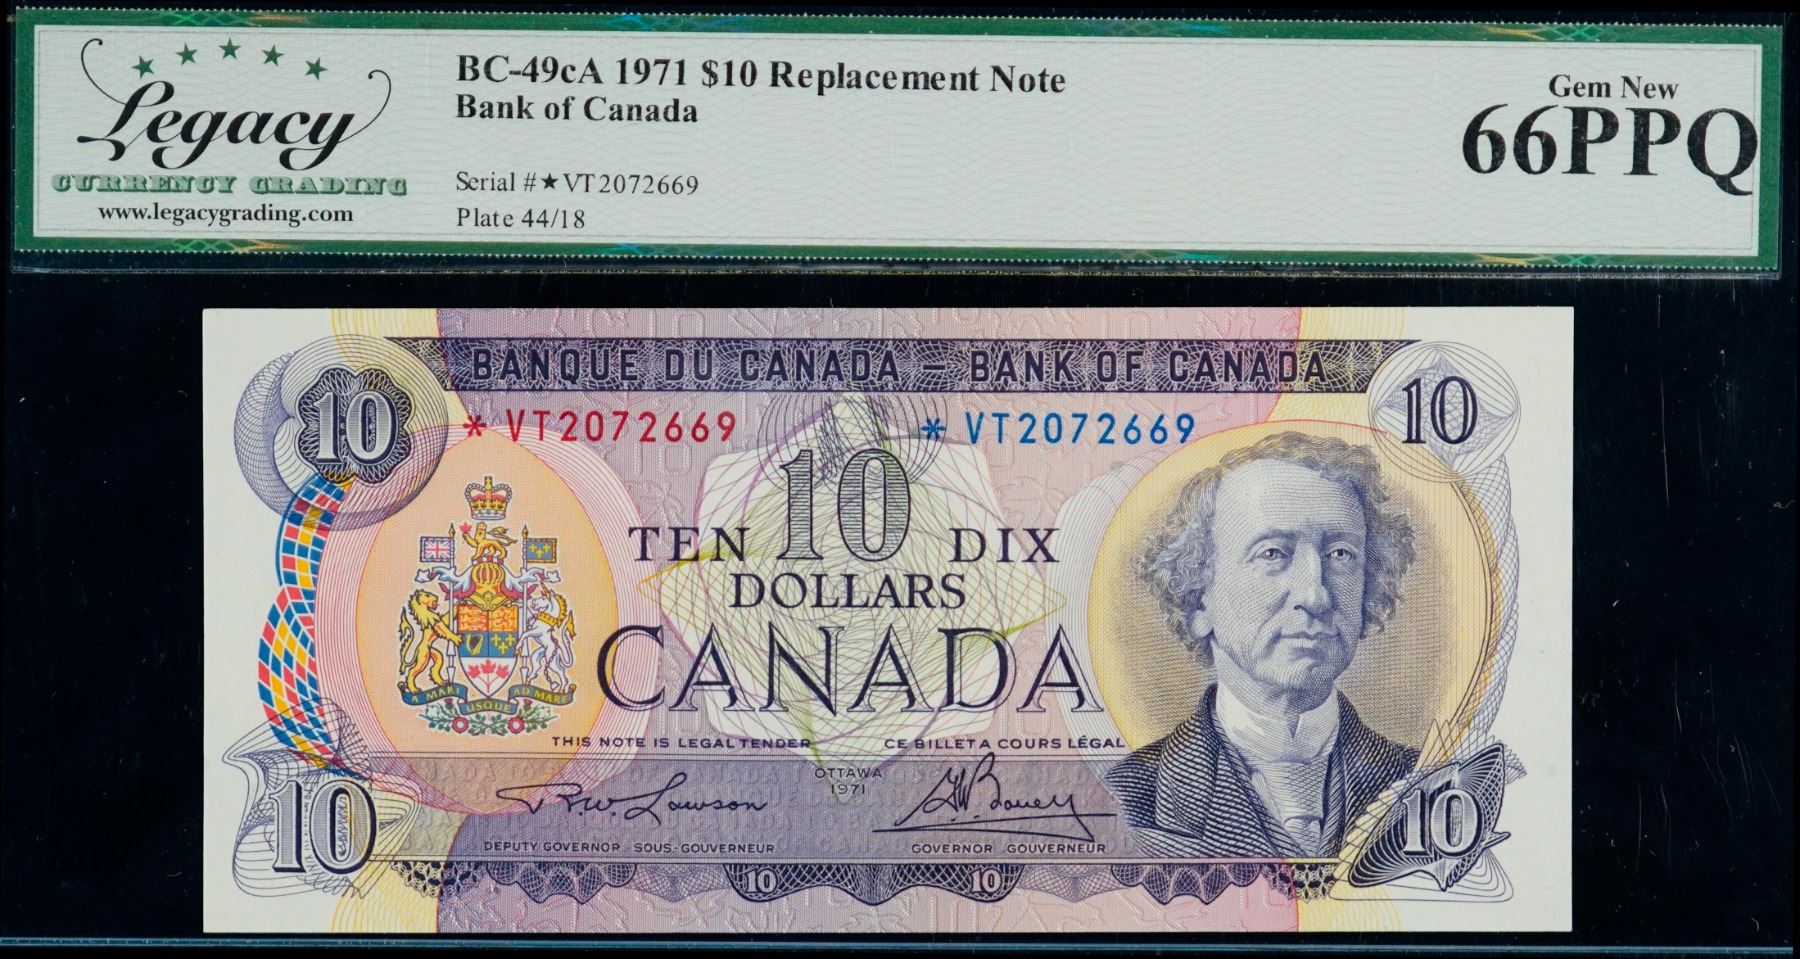 Legacy
CURRENCY GRADING
www.legacygrading.com
BC-49cA 1971 $10 Replacement Note
Bank of Canada
Serial #★VT2072669
Plate 44/18
Gem New
66PPQ
BANQUE DU CANADA – BANK OF CANADA
10
10
*VT2072669
*VT2072669
10
TEN DIX
DOLLARS
CANADA
A MARI USQUE AD MARE
THIS NOTE IS LEGAL TENDER
CE BILLET A COURS LÉGAL
OTTAWA
1971
R.W. Lawson
G.K. Bouey
DEPUTY GOVERNOR SOUS-GOUVERNEUR
GOVERNOR GOUVERNEUR
10
10
10
10